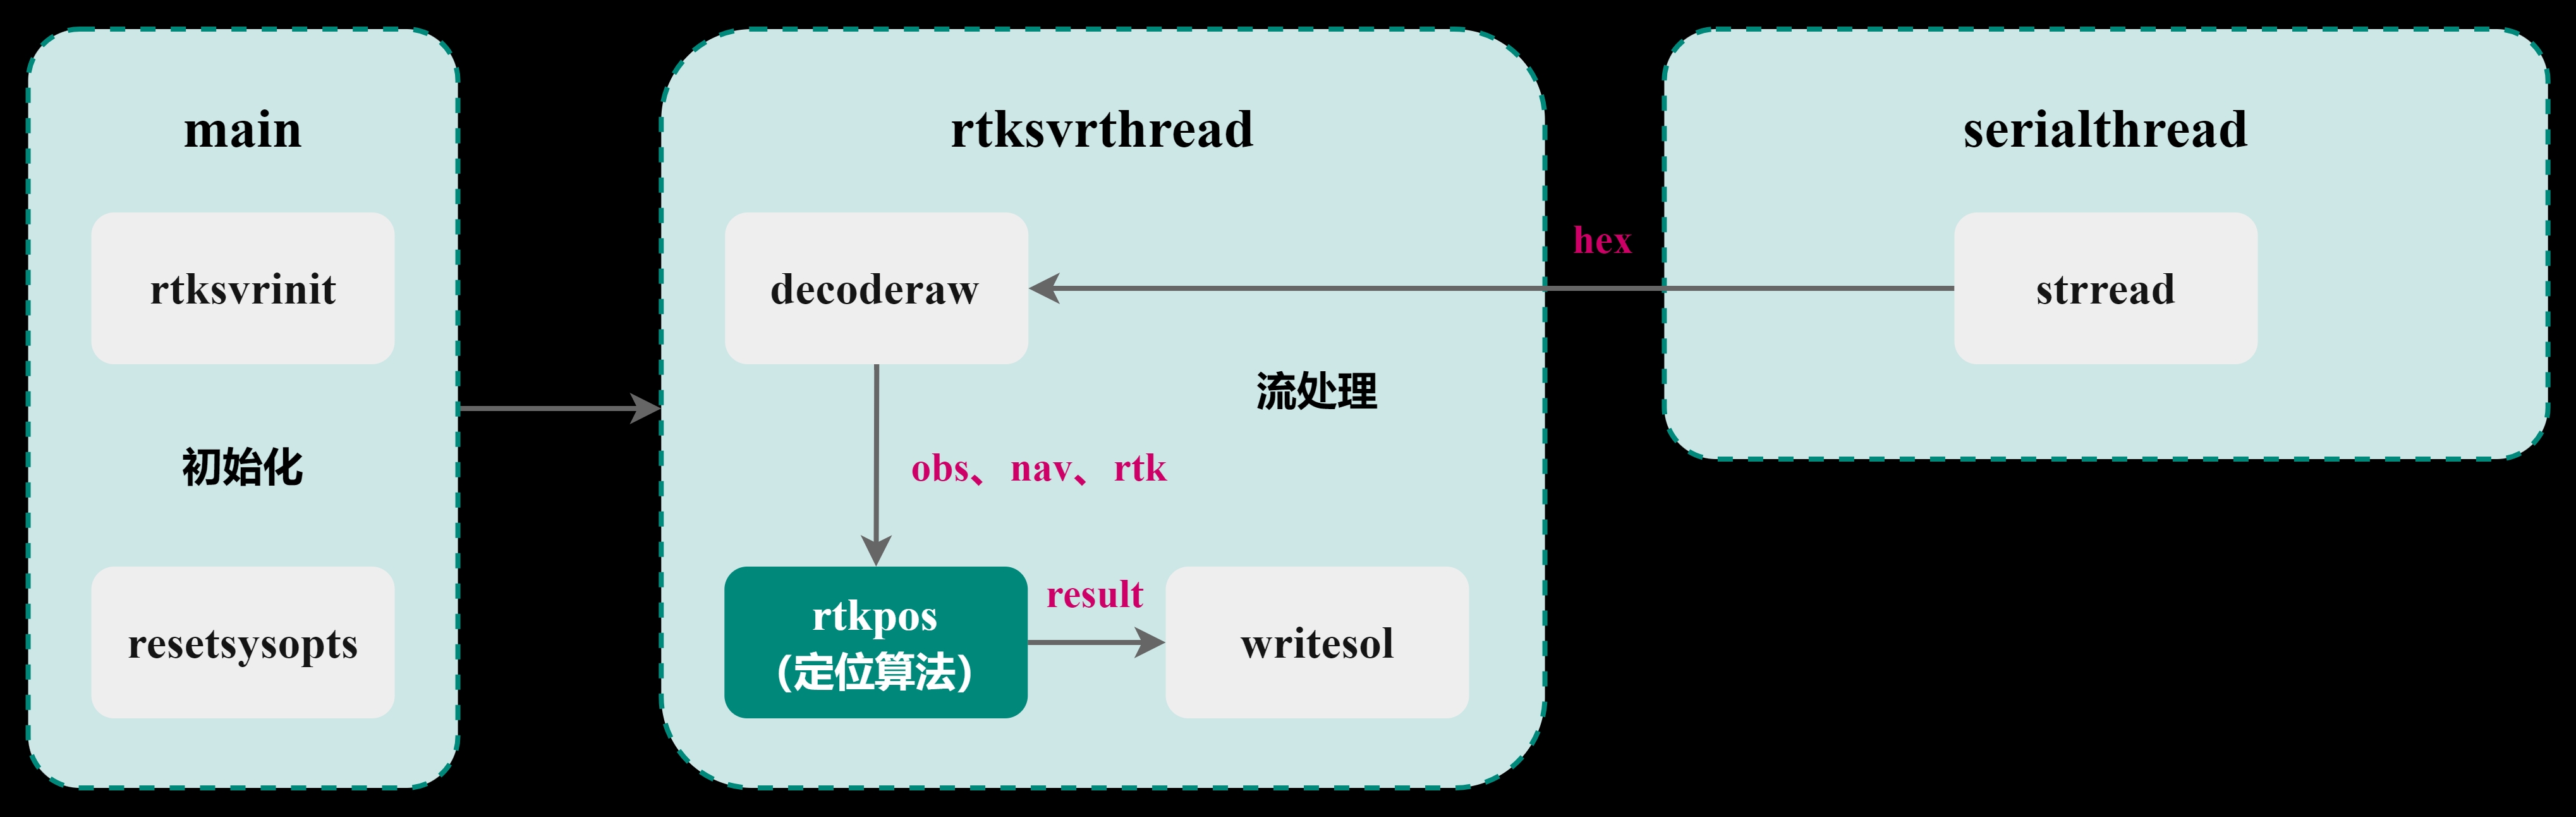 main
rtksvrinit
初始化
resetsysopts
rtksvrthread
decoderaw
流处理
obs、nav、rtk
rtkpos
(定位算法)
result
writesol
hex
serialthread
strread